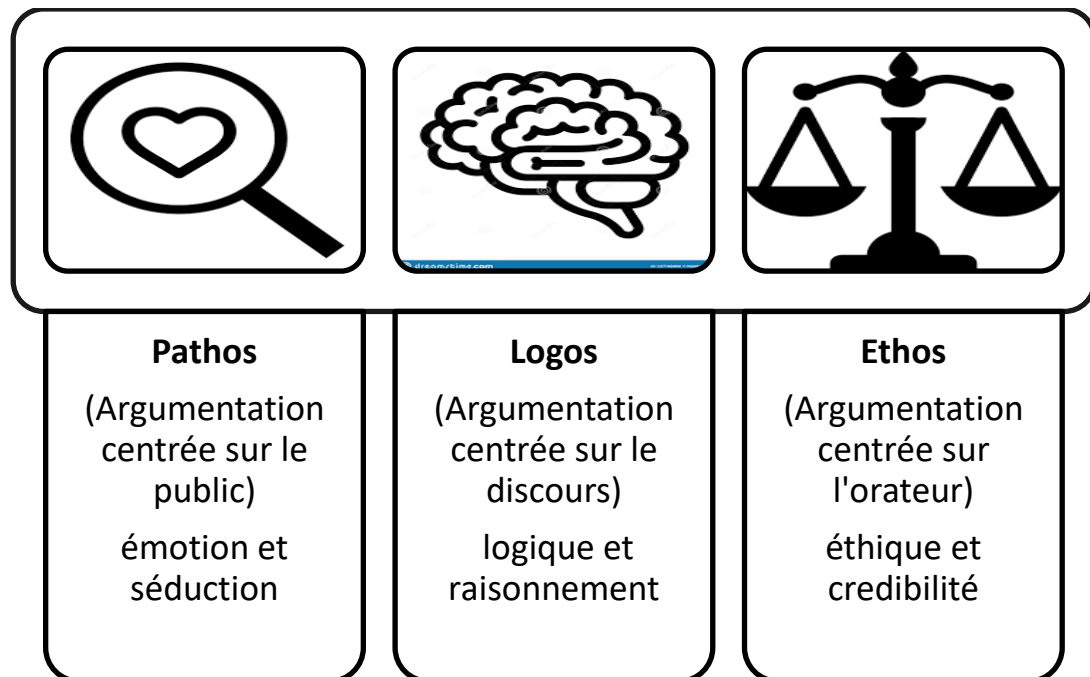 dreamstime.com
Pathos
(Argumentation
centrée sur le
public)
émotion et
séduction
Logos
(Argumentation
centrée sur le
discours)
logique et
raisonnement
Ethos
(Argumentation
centrée sur
l'orateur)
éthique et
credibilité